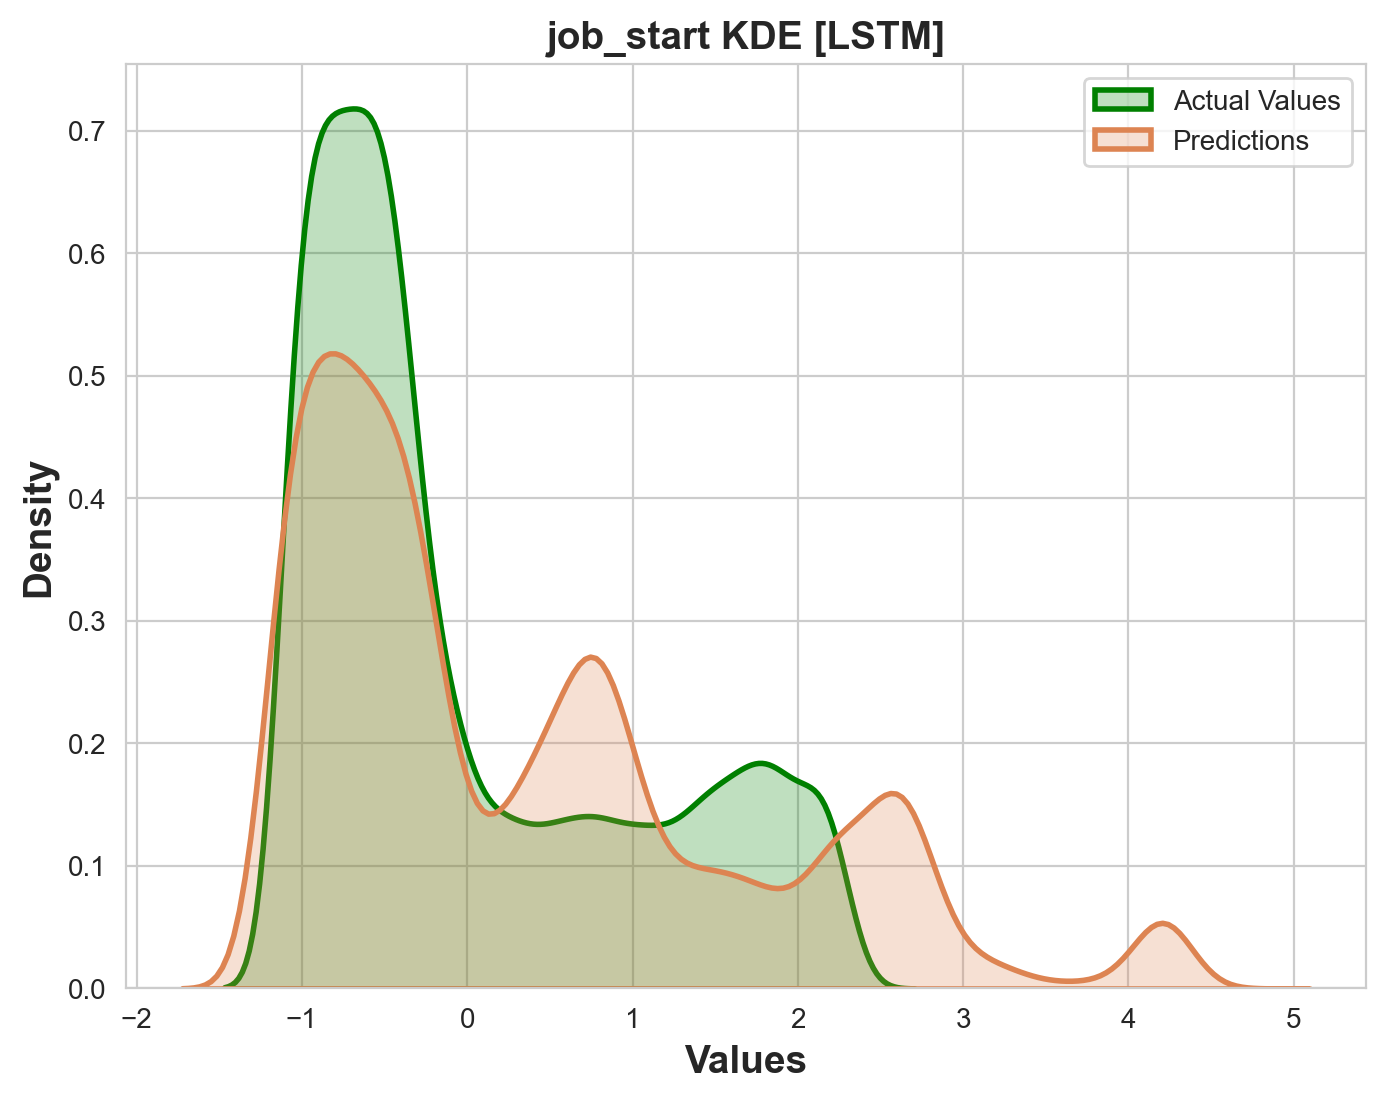 job_start KDE [LSTM]
Actual Values
Predictions
Density
0.7
0.6
0.5
0.4
0.3
0.2
0.1
0.0
−2 −1 0 1 2 3 4 5
Values